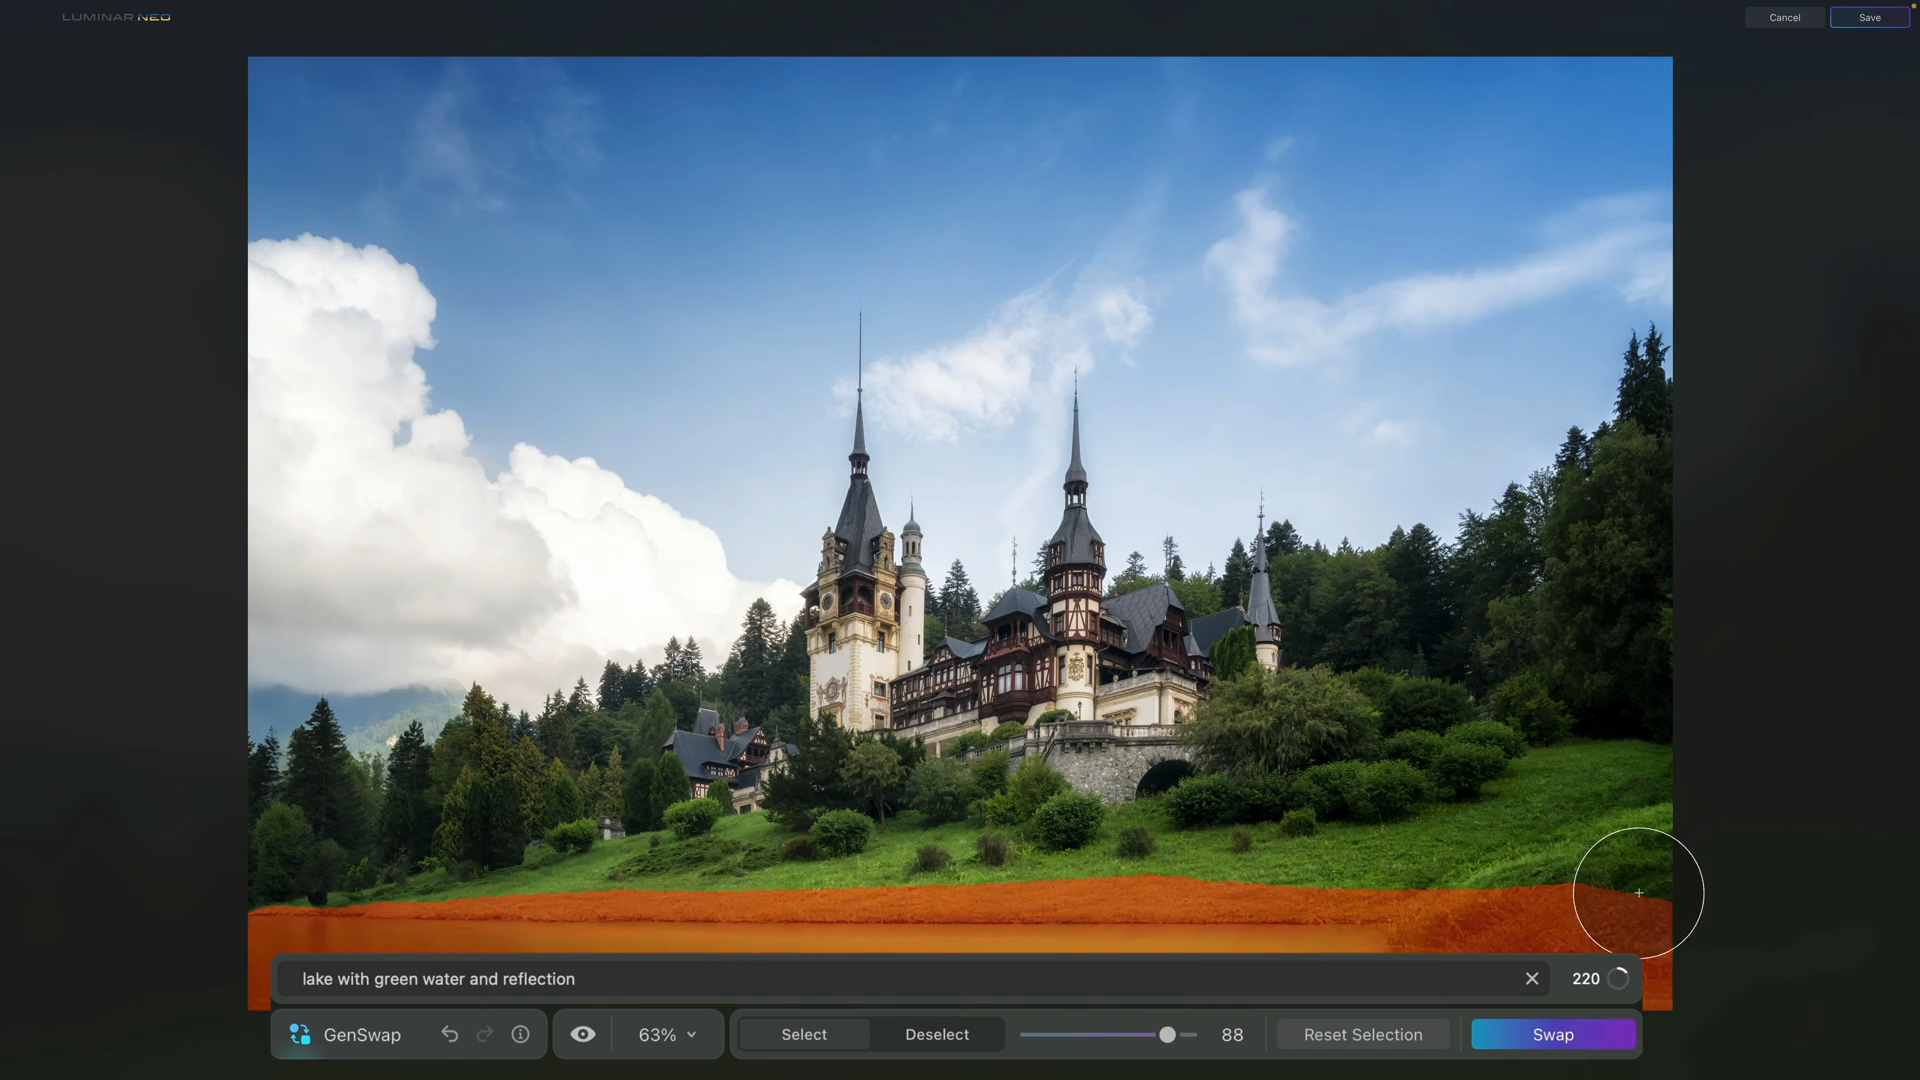 LUMINAR NEO
Cancel
Save
lake with green water and reflection
220
GenSwap
63%
Select
Deselect
88
Reset Selection
Swap